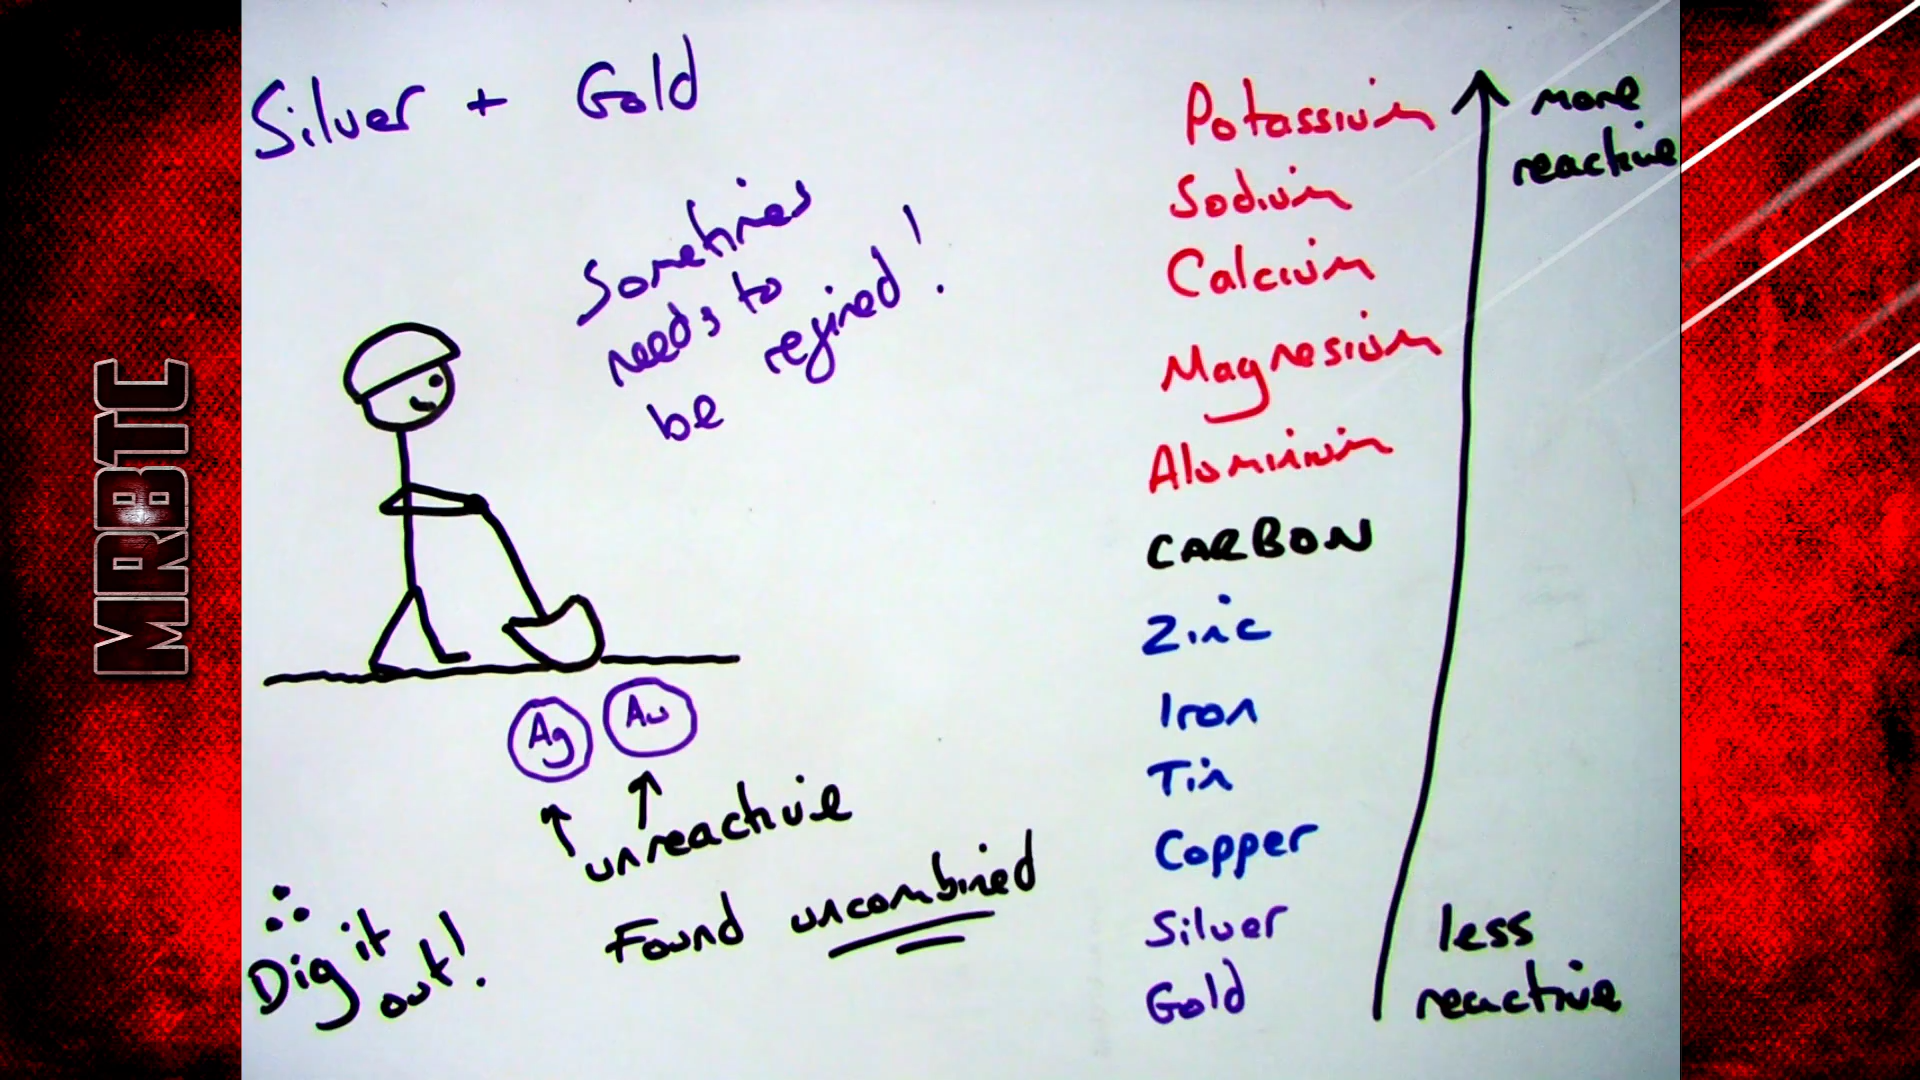 Silver + Gold
Sometimes
needs to
be refined!
Ag
Au
unreactive
Found uncombined
∴
Dig it
out!
Potassium
Sodium
Calcium
Magnesium
Aluminium
CARBON
Zinc
Iron
Tin
Copper
Silver
Gold
more
reactive
less
reactive
MRBTC